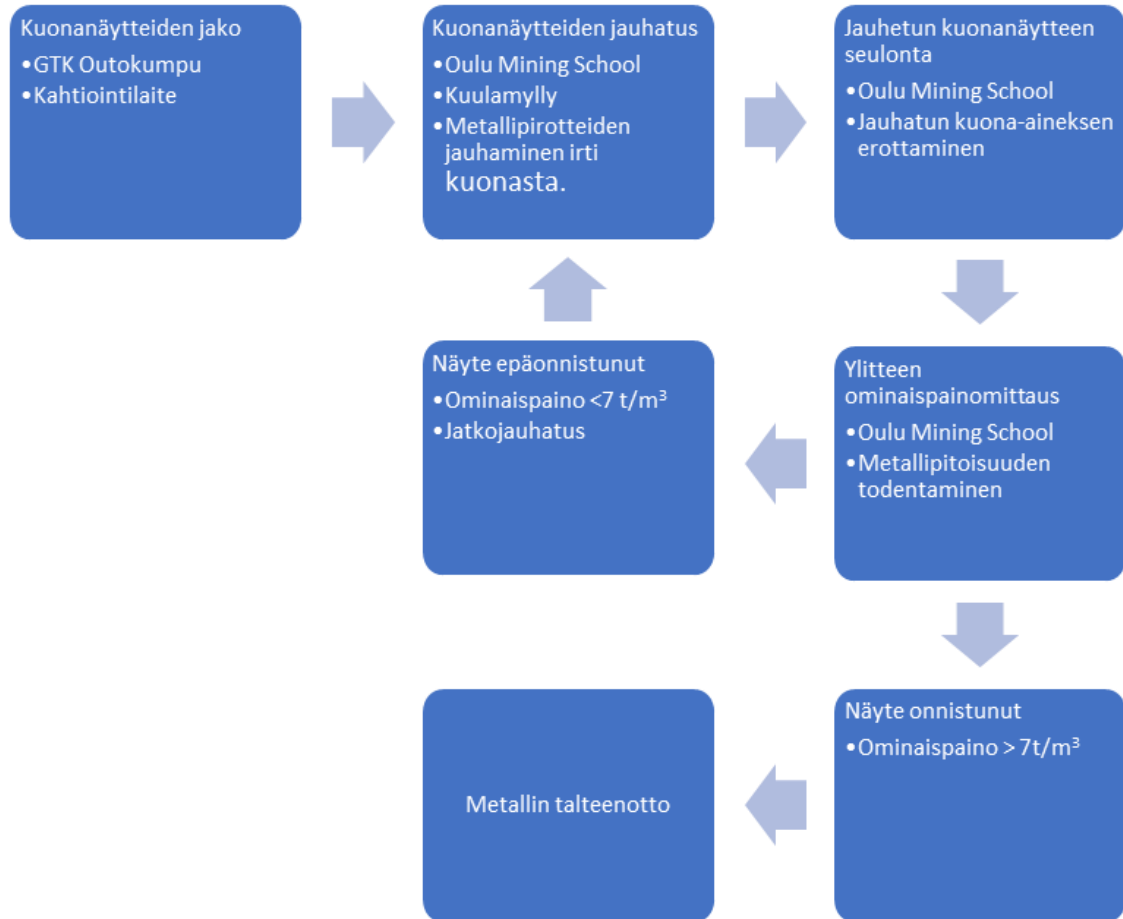 Kuonanäytteiden jako
•GTK Outokumpu
•Kahtiointilaite
Kuonanäytteiden jauhatus
•Oulu Mining School
•Kuulamylly
•Metallipirotteiden
jauhaminen irti
kuonasta.
Jauhetun kuonanäytteen
seulonta
•Oulu Mining School
•Jauhatun kuona-aineksen
erottaminen
Ylitteen
ominaispainomittaus
•Oulu Mining School
•Metallipitoisuuden
todentaminen
Näyte epäonnistunut
•Ominaispaino <7 t/m³
•Jatkojauhatus
Näyte onnistunut
•Ominaispaino > 7t/m³
Metallin talteenotto